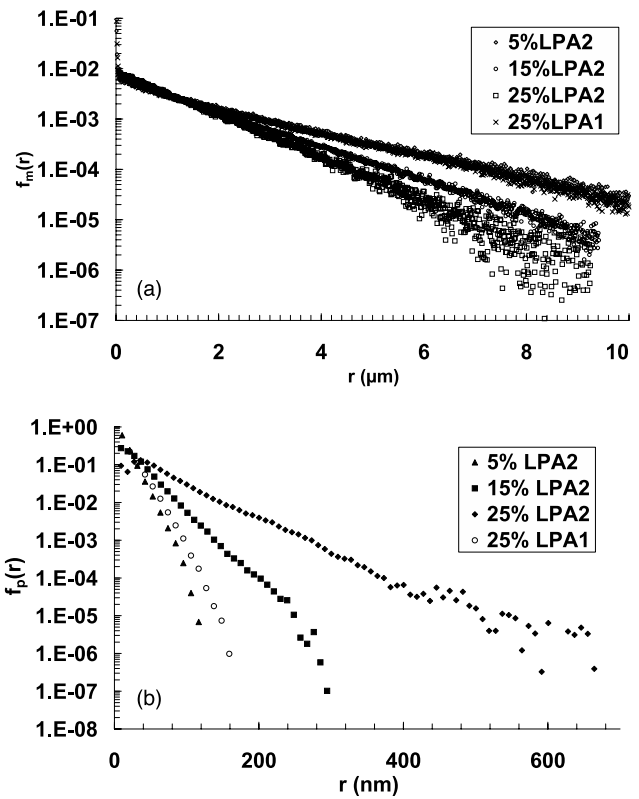 1.E-01
1.E-02
1.E-03
1.E-04
1.E-05
1.E-06
1.E-07
fm(r)
0 2 4 6 8 10
r (µm)
(a)
5%LPA2
15%LPA2
25%LPA2
25%LPA1
1.E+00
1.E-01
1.E-02
1.E-03
1.E-04
1.E-05
1.E-06
1.E-07
1.E-08
fp(r)
0 200 400 600
r (nm)
(b)
5% LPA2
15% LPA2
25% LPA2
25% LPA1